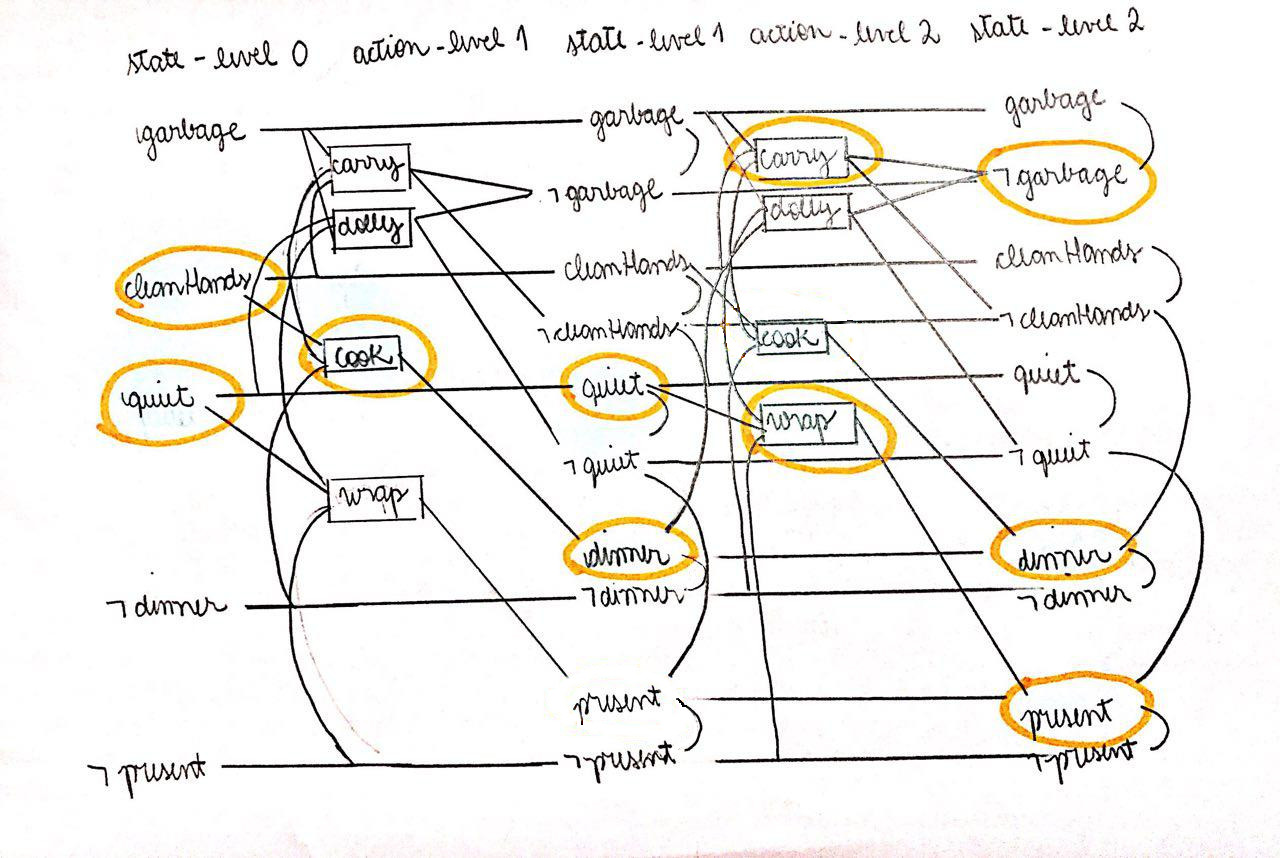 state-level 0 action-level 1 state-level 1 action-level 2 state-level 2
garbage garbage garbage
carry carry
¬garbage ¬garbage
dolly dolly
cleanHands cleanHands cleanHands
¬cleanHands ¬cleanHands
cook cook
quiet quiet quiet
wrap
¬quiet ¬quiet
wrap
dinner dinner
¬dinner ¬dinner ¬dinner
present present
¬present ¬present ¬present